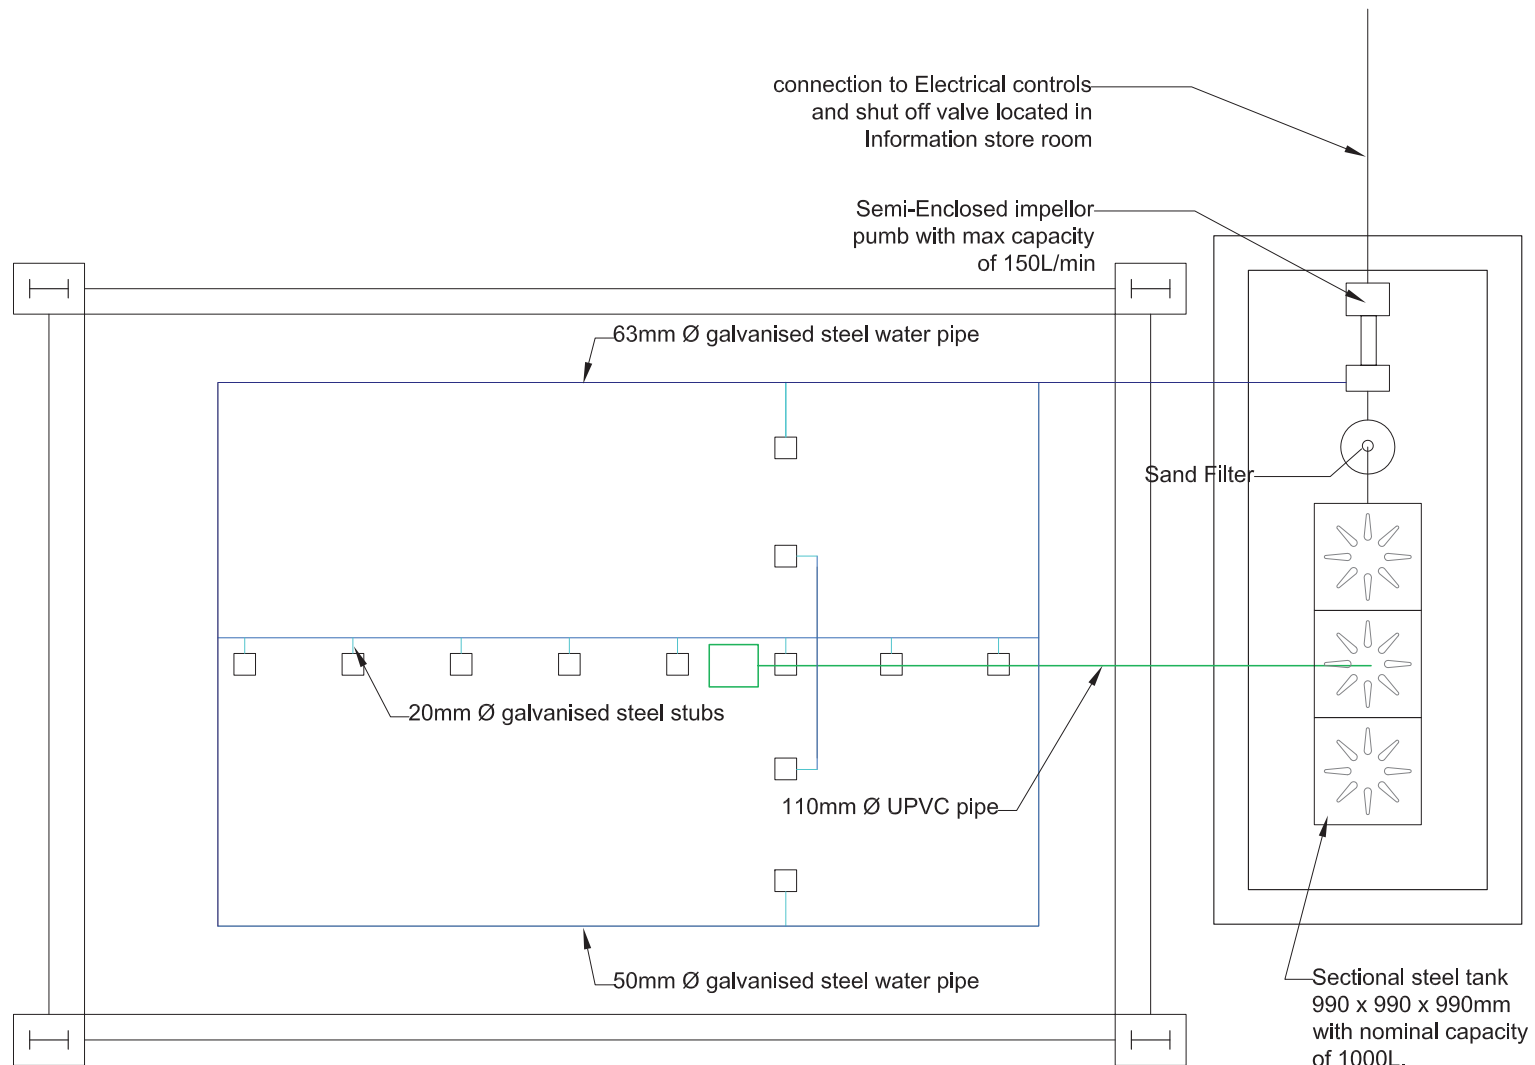 connection to Electrical controls
and shut off valve located in
Information store room
Semi-Enclosed impellor
pumb with max capacity
of 150L/min
63mm Ø galvanised steel water pipe
Sand Filter
20mm Ø galvanised steel stubs
110mm Ø UPVC pipe
50mm Ø galvanised steel water pipe
Sectional steel tank
990 x 990 x 990mm
with nominal capacity
of 1000L.